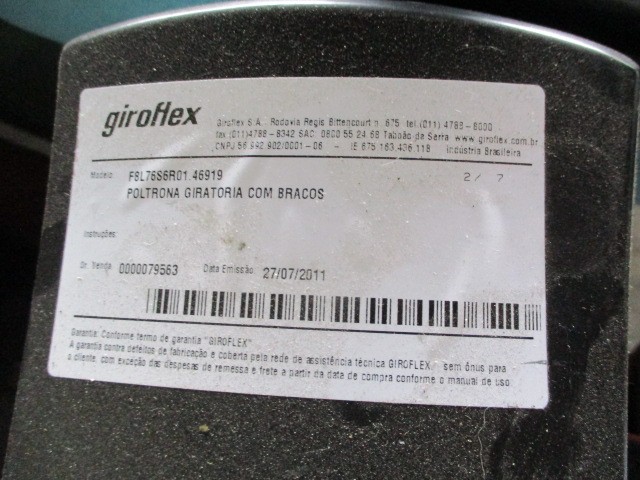 giroflex
Giroflex S.A. Rodovia Regis Bittencourt n. 675 tel.(011) 4788-8000
fax (011)4788-8342 SAC. 0800 55 24 68 Taboão da Serra www.giroflex.com.br
CNPJ 56.992.902/0001-06 - IE 675.163.436.118 Indústria Brasileira
Modelo: F8L76S6R01.46919 2/ 7
POLTRONA GIRATORIA COM BRACOS
Instruções:
Or. Venda 0000079563 Data Emissão: 27/07/2011
Garantia: Conforme termo de garantia "GIROFLEX".
A garantia contra defeitos de fabricação e coberta pela rede de assistência técnica GIROFLEX, sem ônus para
o cliente, com exceção das despesas de remessa e frete a partir da data de compra conforme o manual de uso.